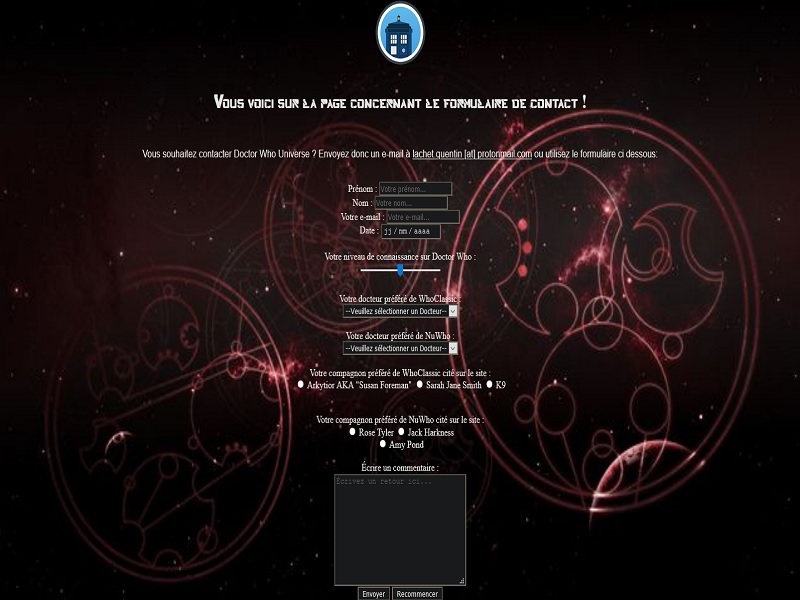 Vous voici sur la page concernant le formulaire de contact !
Vous souhaitez contacter Doctor Who Universe ? Envoyez donc un e-mail à lachet.quentin [at] protonmail.com ou utilisez le formulaire ci dessous:
Prénom : Votre prénom...
Nom : Votre nom...
Votre e-mail : Votre e-mail...
Date : jj / mm / aaaa
Votre niveau de connaissance sur Doctor Who :
Votre docteur préféré de WhoClassic :
--Veuillez sélectionner un Docteur--
Votre docteur préféré de NuWho :
--Veuillez sélectionner un Docteur--
Votre compagnon préféré de WhoClassic cité sur le site :
Arkytior AKA "Susan Foreman" Sarah Jane Smith K9
Votre compagnon préféré de NuWho cité sur le site :
Rose Tyler Jack Harkness
Amy Pond
Écrire un commentaire :
Écrivez un retour ici...
Envoyer Recommencer